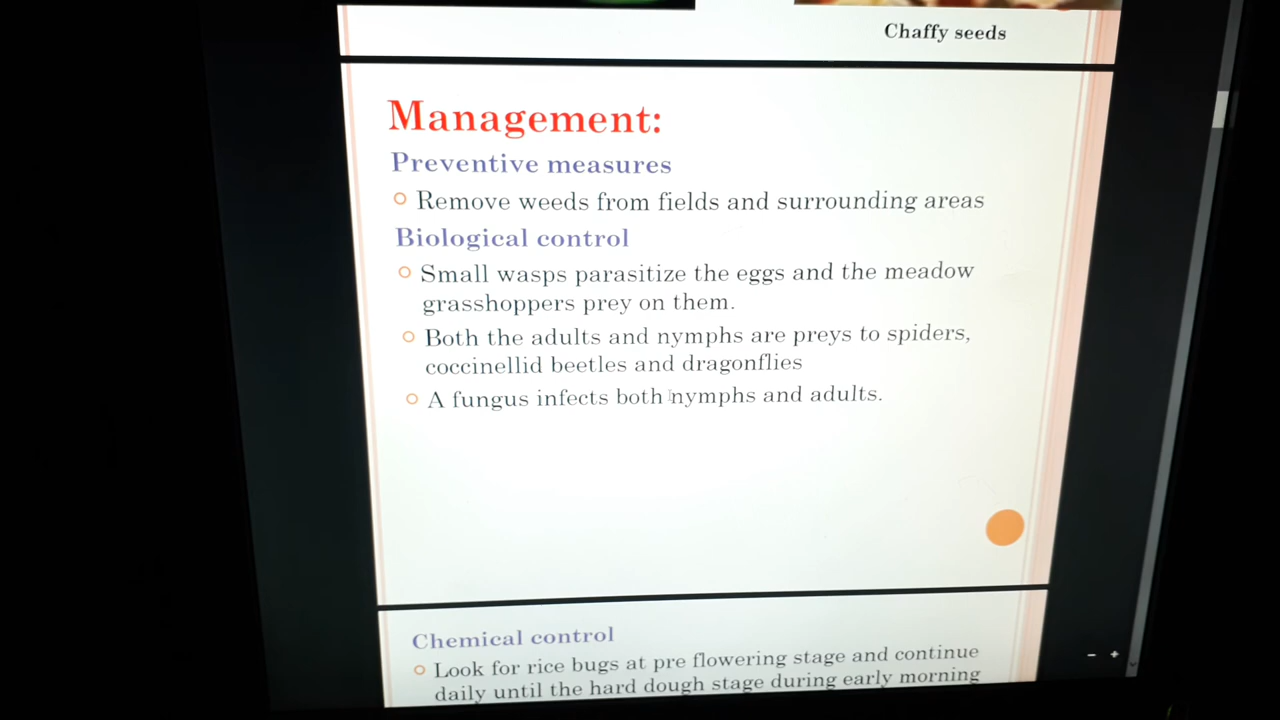 Chaffy seeds
Management:
Preventive measures
Remove weeds from fields and surrounding areas
Biological control
Small wasps parasitize the eggs and the meadow
grasshoppers prey on them.
Both the adults and nymphs are preys to spiders,
coccinellid beetles and dragonflies
A fungus infects both nymphs and adults.
Chemical control
Look for rice bugs at pre flowering stage and continue
daily until the hard dough stage during early morning